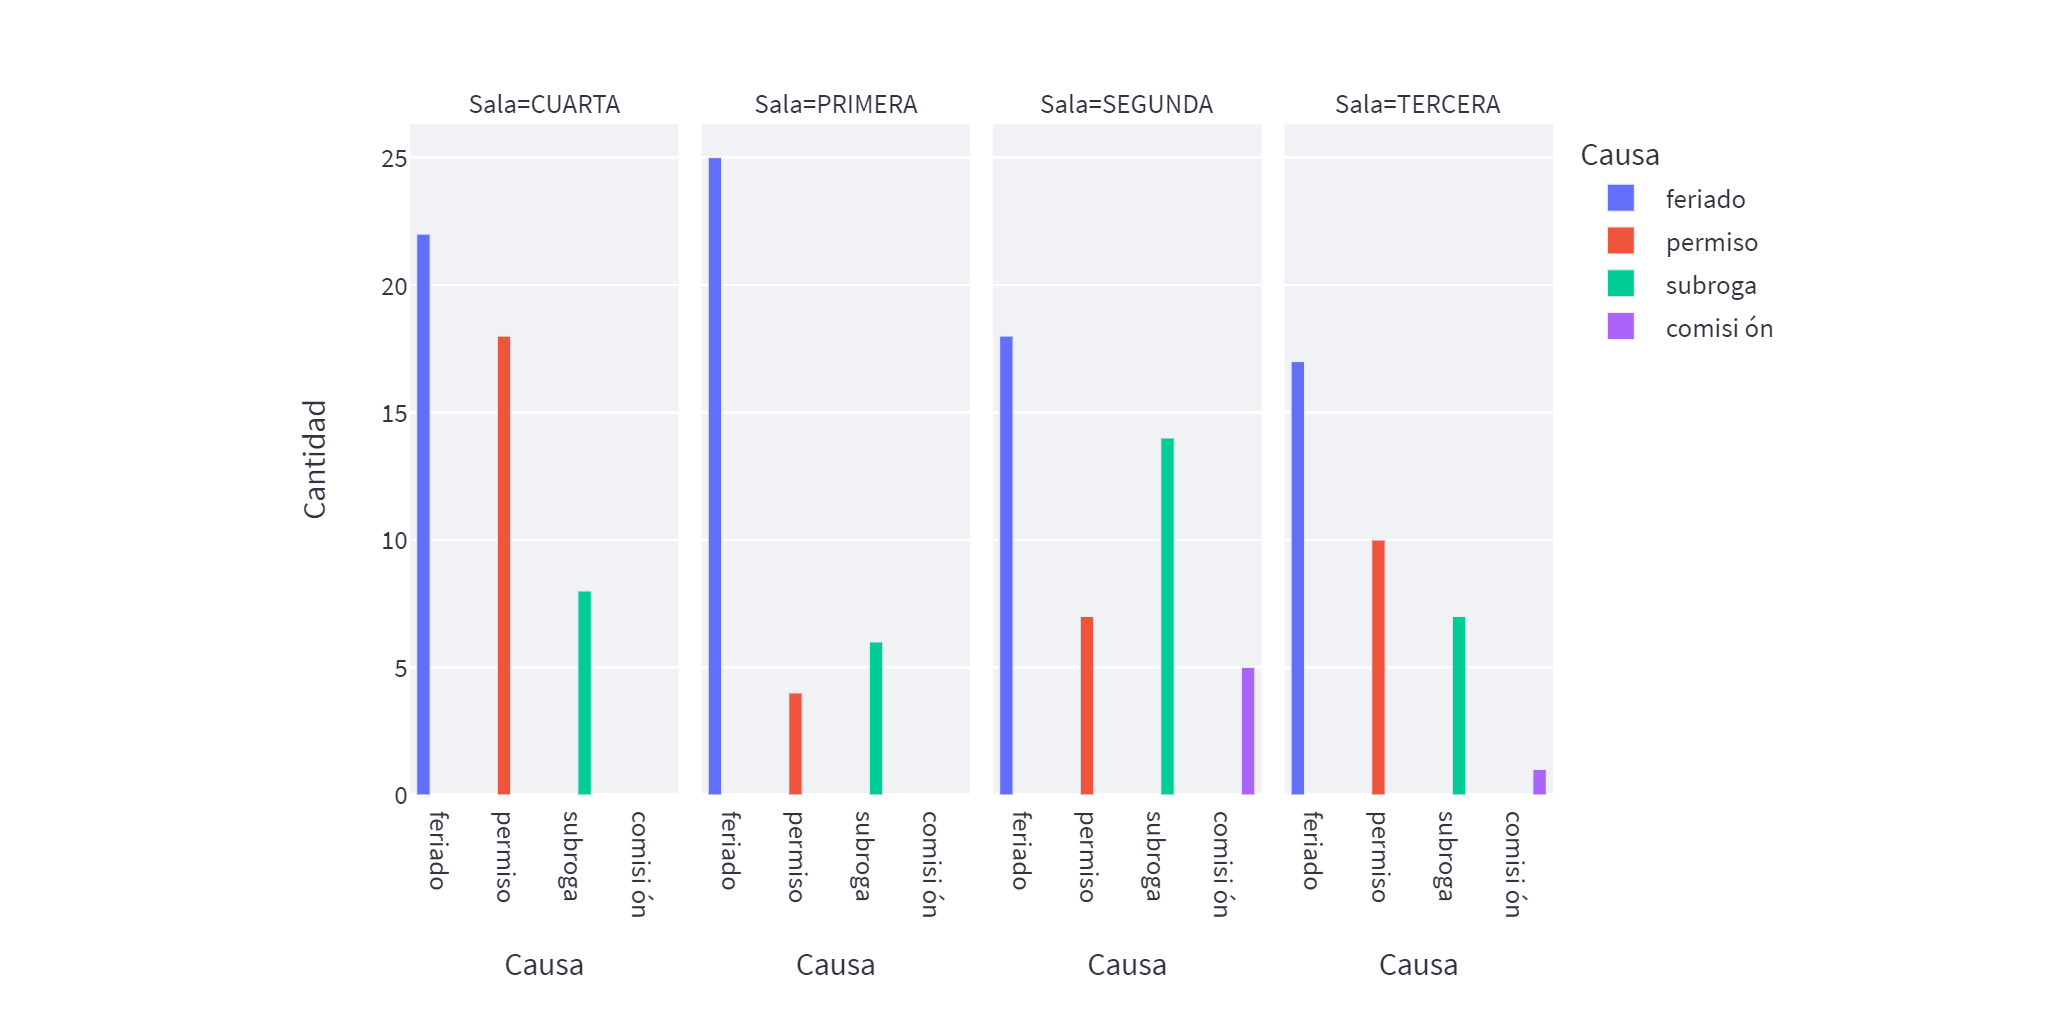 Sala=CUARTA
Sala=PRIMERA
Sala=SEGUNDA
Sala=TERCERA
Cantidad
25
20
15
10
5
0
feriado
permiso
subroga
comisi ón
feriado
permiso
subroga
comisi ón
feriado
permiso
subroga
comisi ón
feriado
permiso
subroga
comisi ón
Causa
Causa
Causa
Causa
Causa
feriado
permiso
subroga
comisi ón